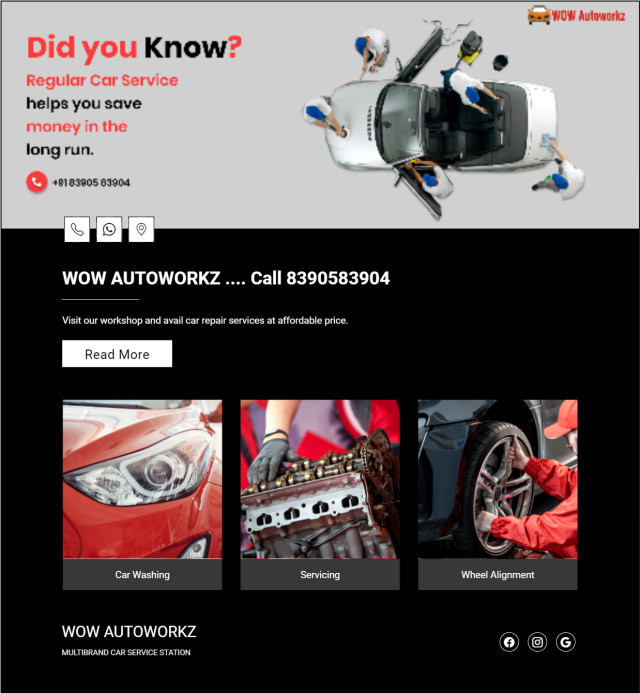 WOW Autoworkz
Did you Know?
Regular Car Service
helps you save
money in the
long run.
+91 83905 83904
WOW AUTOWORKZ .... Call 8390583904
Visit our workshop and avail car repair services at affordable price.
Read More
Car Washing
Servicing
Wheel Alignment
WOW AUTOWORKZ
MULTIBRAND CAR SERVICE STATION